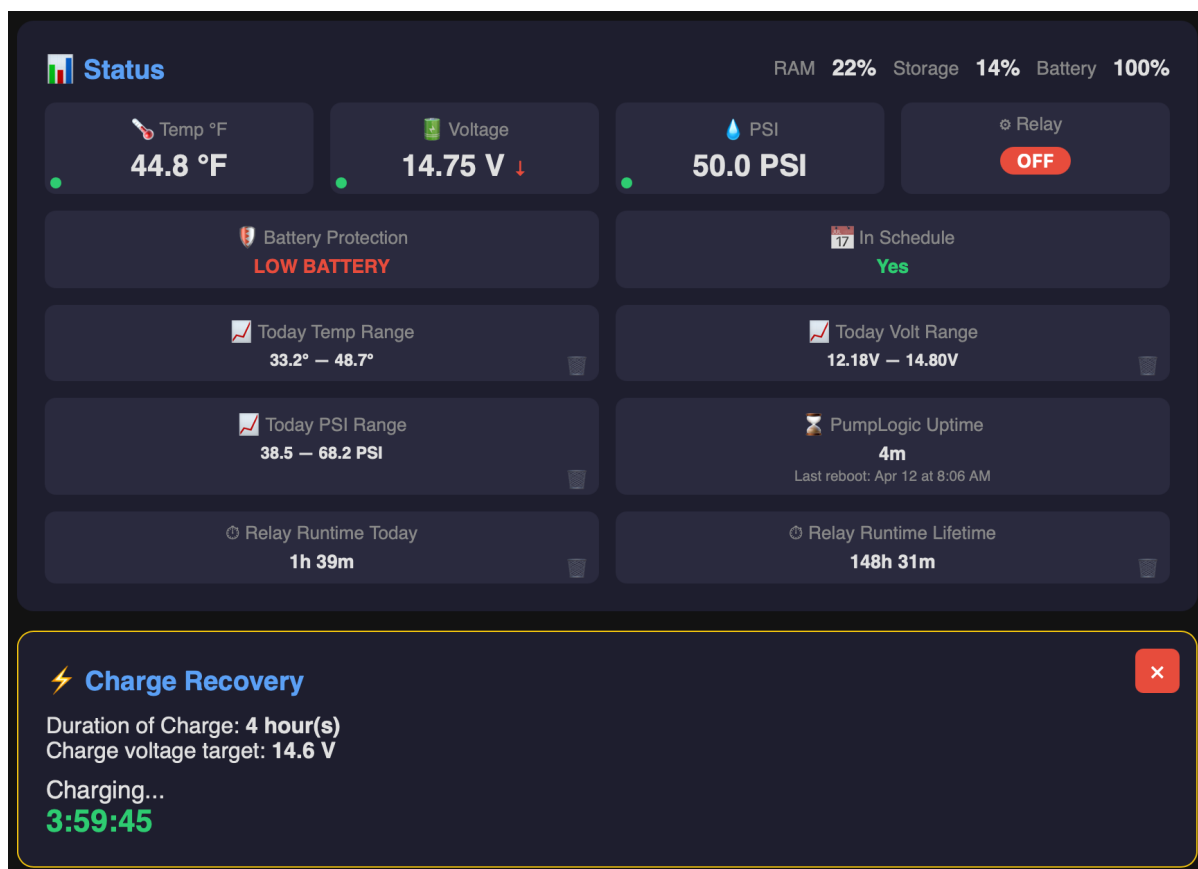 Status
RAM 22% Storage 14% Battery 100%
Temp °F
44.8 °F
Voltage
14.75 V ↓
PSI
50.0 PSI
Relay
OFF
Battery Protection
LOW BATTERY
17
In Schedule
Yes
Today Temp Range
33.2° — 48.7°
Today Volt Range
12.18V — 14.80V
Today PSI Range
38.5 — 68.2 PSI
PumpLogic Uptime
4m
Last reboot: Apr 12 at 8:06 AM
Relay Runtime Today
1h 39m
Relay Runtime Lifetime
148h 31m
Charge Recovery
×
Duration of Charge: 4 hour(s)
Charge voltage target: 14.6 V
Charging...
3:59:45